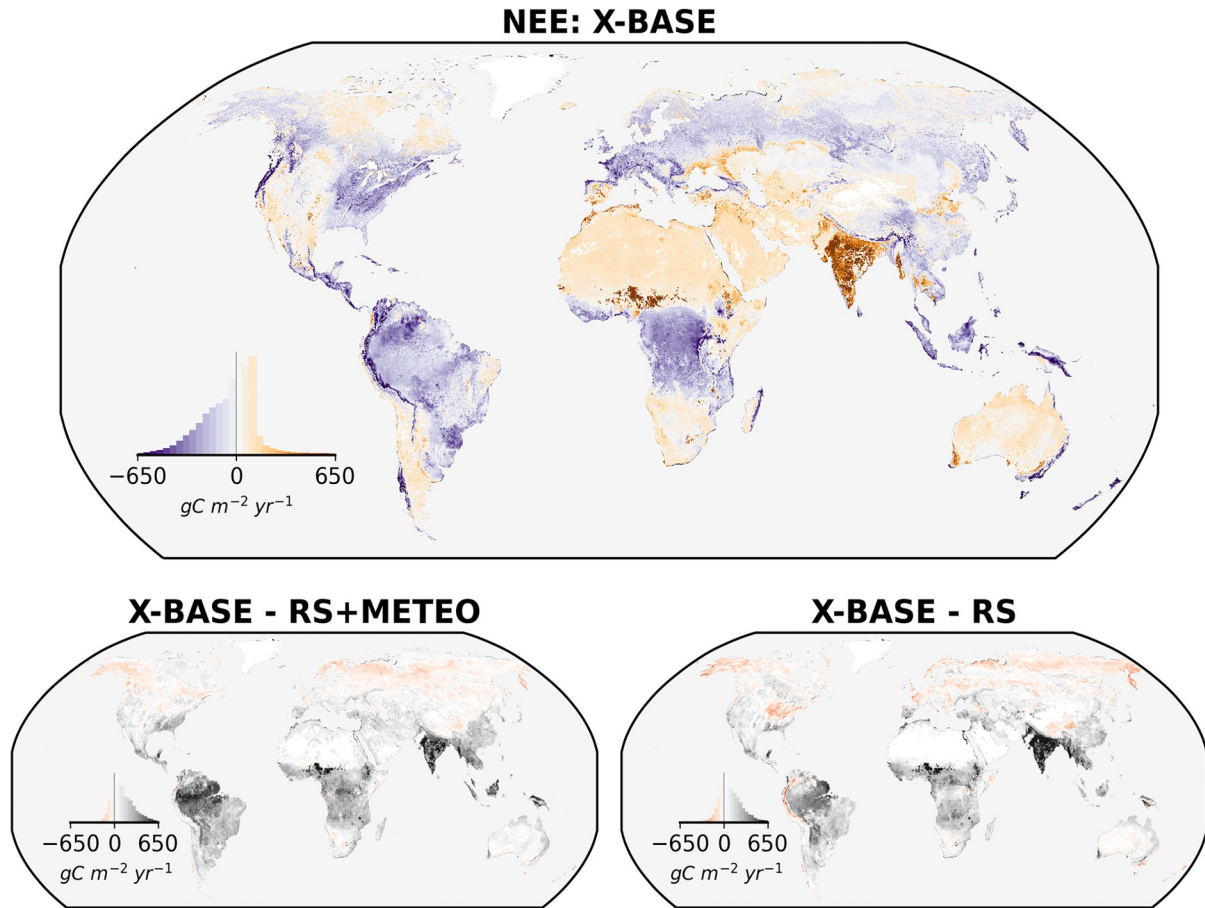 NEE: X-BASE
−650 0 650
gC m⁻² yr⁻¹
X-BASE - RS+METEO
X-BASE - RS
−650 0 650
gC m⁻² yr⁻¹
−650 0 650
gC m⁻² yr⁻¹